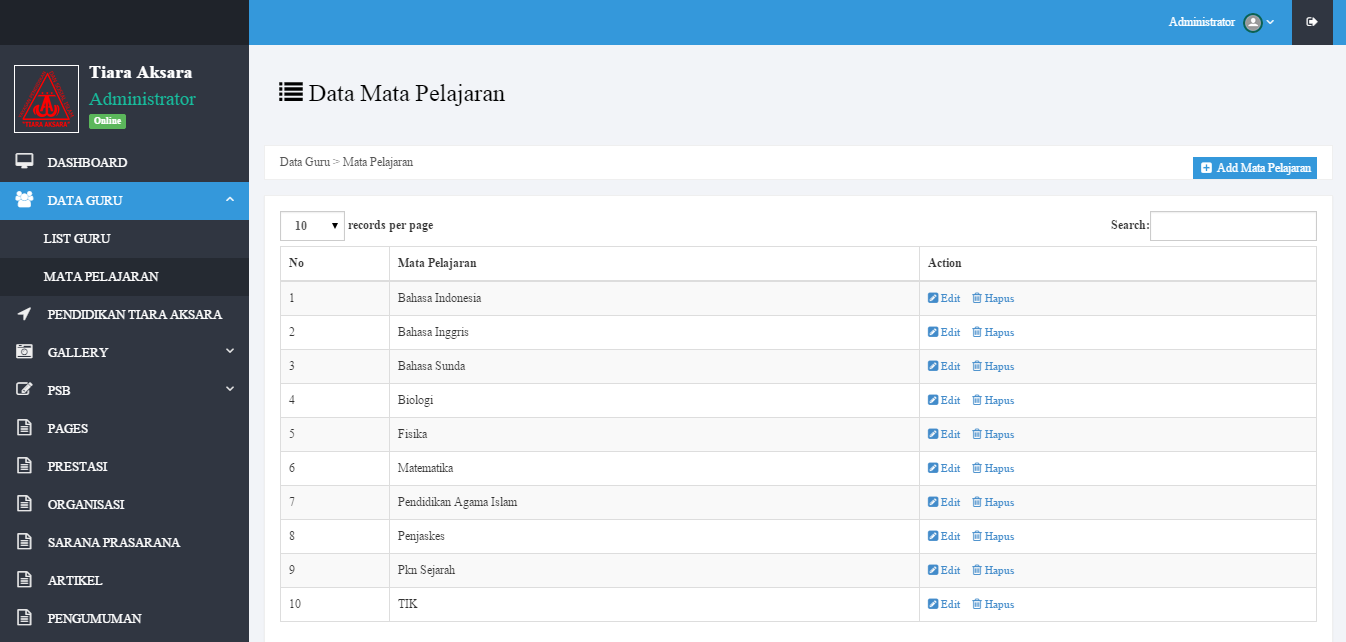 Administrator
Tiara Aksara
Administrator
Online
"TIARA AKSARA"
DASHBOARD
DATA GURU
LIST GURU
MATA PELAJARAN
PENDIDIKAN TIARA AKSARA
GALLERY
PSB
PAGES
PRESTASI
ORGANISASI
SARANA PRASARANA
ARTIKEL
PENGUMUMAN
Data Mata Pelajaran
Data Guru > Mata Pelajaran
Add Mata Pelajaran
10 records per page Search:
No Mata Pelajaran Action
1 Bahasa Indonesia Edit Hapus
2 Bahasa Inggris Edit Hapus
3 Bahasa Sunda Edit Hapus
4 Biologi Edit Hapus
5 Fisika Edit Hapus
6 Matematika Edit Hapus
7 Pendidikan Agama Islam Edit Hapus
8 Penjaskes Edit Hapus
9 Pkn Sejarah Edit Hapus
10 TIK Edit Hapus